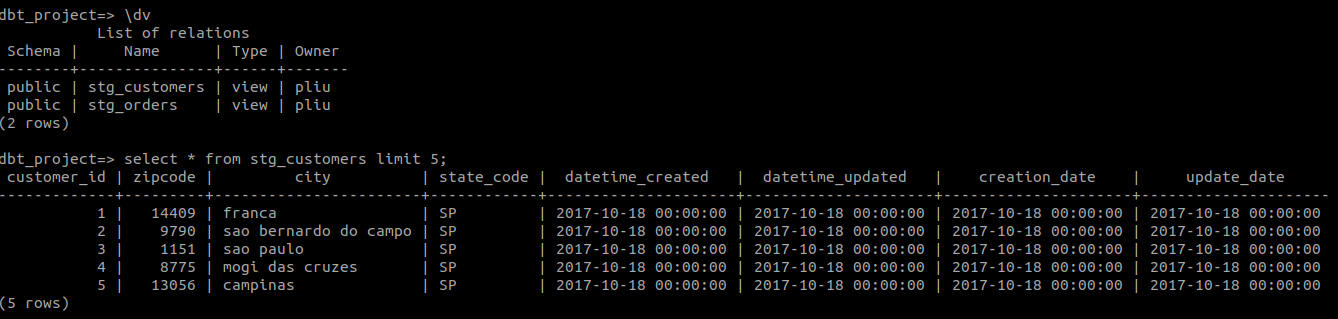 dbt_project=> \dv
          List of relations
 Schema |     Name      | Type | Owner
--------+---------------+------+-------
 public | stg_customers | view | pliu
 public | stg_orders    | view | pliu
(2 rows)
dbt_project=> select * from stg_customers limit 5;
 customer_id | zipcode |         city          | state_code |  datetime_created   |  datetime_updated   |    creation_date    |     update_date
-------------+---------+-----------------------+------------+---------------------+---------------------+---------------------+---------------------
           1 |   14409 | franca                | SP         | 2017-10-18 00:00:00 | 2017-10-18 00:00:00 | 2017-10-18 00:00:00 | 2017-10-18 00:00:00
           2 |    9790 | sao bernardo do campo | SP         | 2017-10-18 00:00:00 | 2017-10-18 00:00:00 | 2017-10-18 00:00:00 | 2017-10-18 00:00:00
           3 |    1151 | sao paulo             | SP         | 2017-10-18 00:00:00 | 2017-10-18 00:00:00 | 2017-10-18 00:00:00 | 2017-10-18 00:00:00
           4 |    8775 | mogi das cruzes       | SP         | 2017-10-18 00:00:00 | 2017-10-18 00:00:00 | 2017-10-18 00:00:00 | 2017-10-18 00:00:00
           5 |   13056 | campinas              | SP         | 2017-10-18 00:00:00 | 2017-10-18 00:00:00 | 2017-10-18 00:00:00 | 2017-10-18 00:00:00
(5 rows)